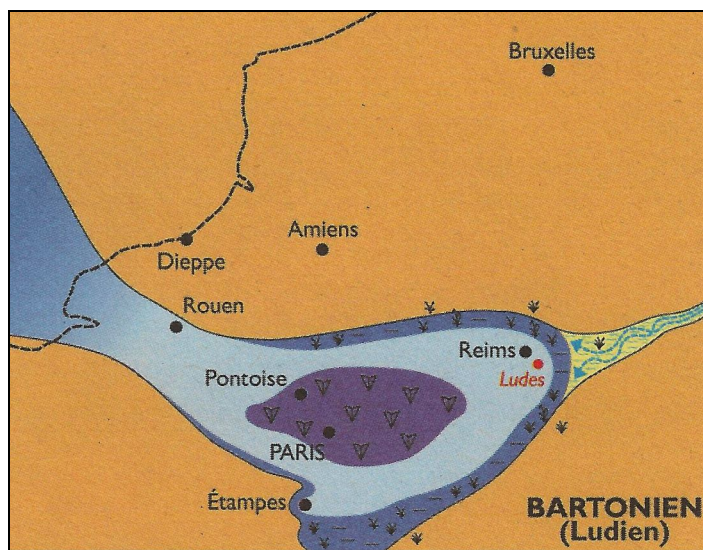 Bruxelles
Amiens
Dieppe
Rouen
Reims
Ludes
Pontoise
PARIS
Étampes
BARTONIEN
(Ludien)